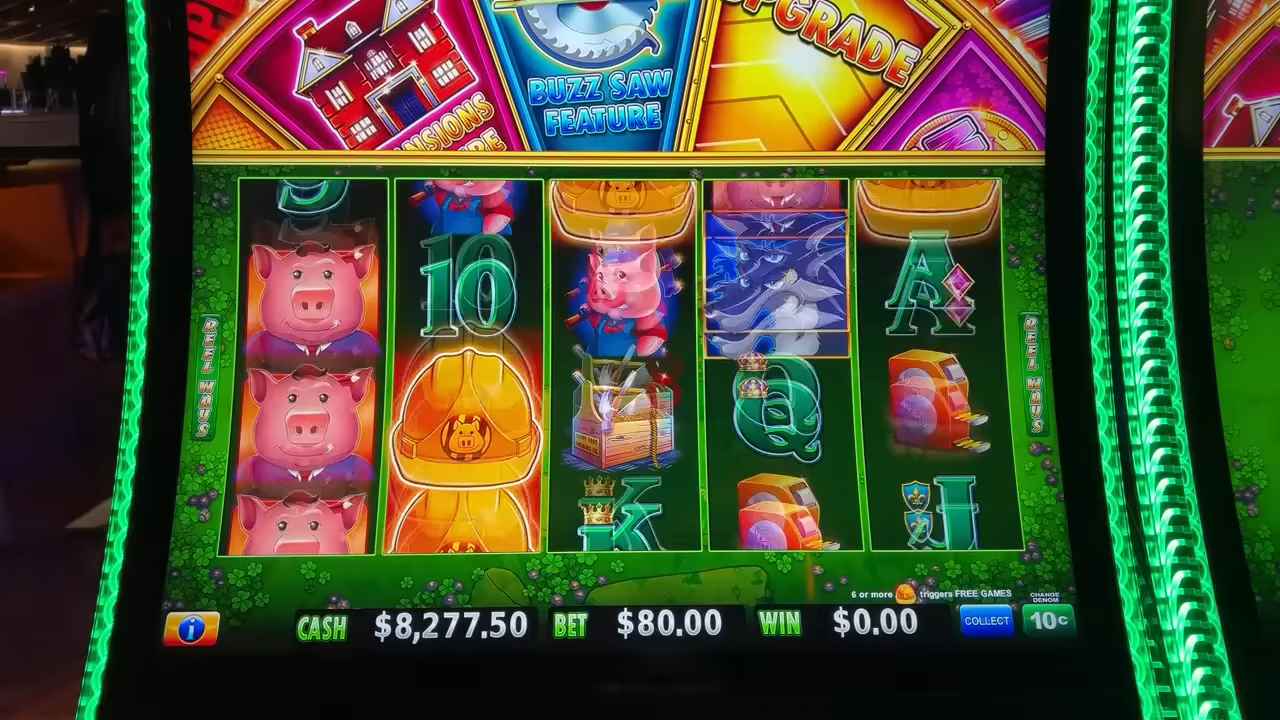 UPGRADE
BUZZ SAW
FEATURE
10
A
Q
K
J
REEL WAYS
REEL WAYS
6 or more triggers FREE GAMES
CHANGE
DENOM
i
CASH $8,277.50 BET $80.00 WIN $0.00 COLLECT 10¢